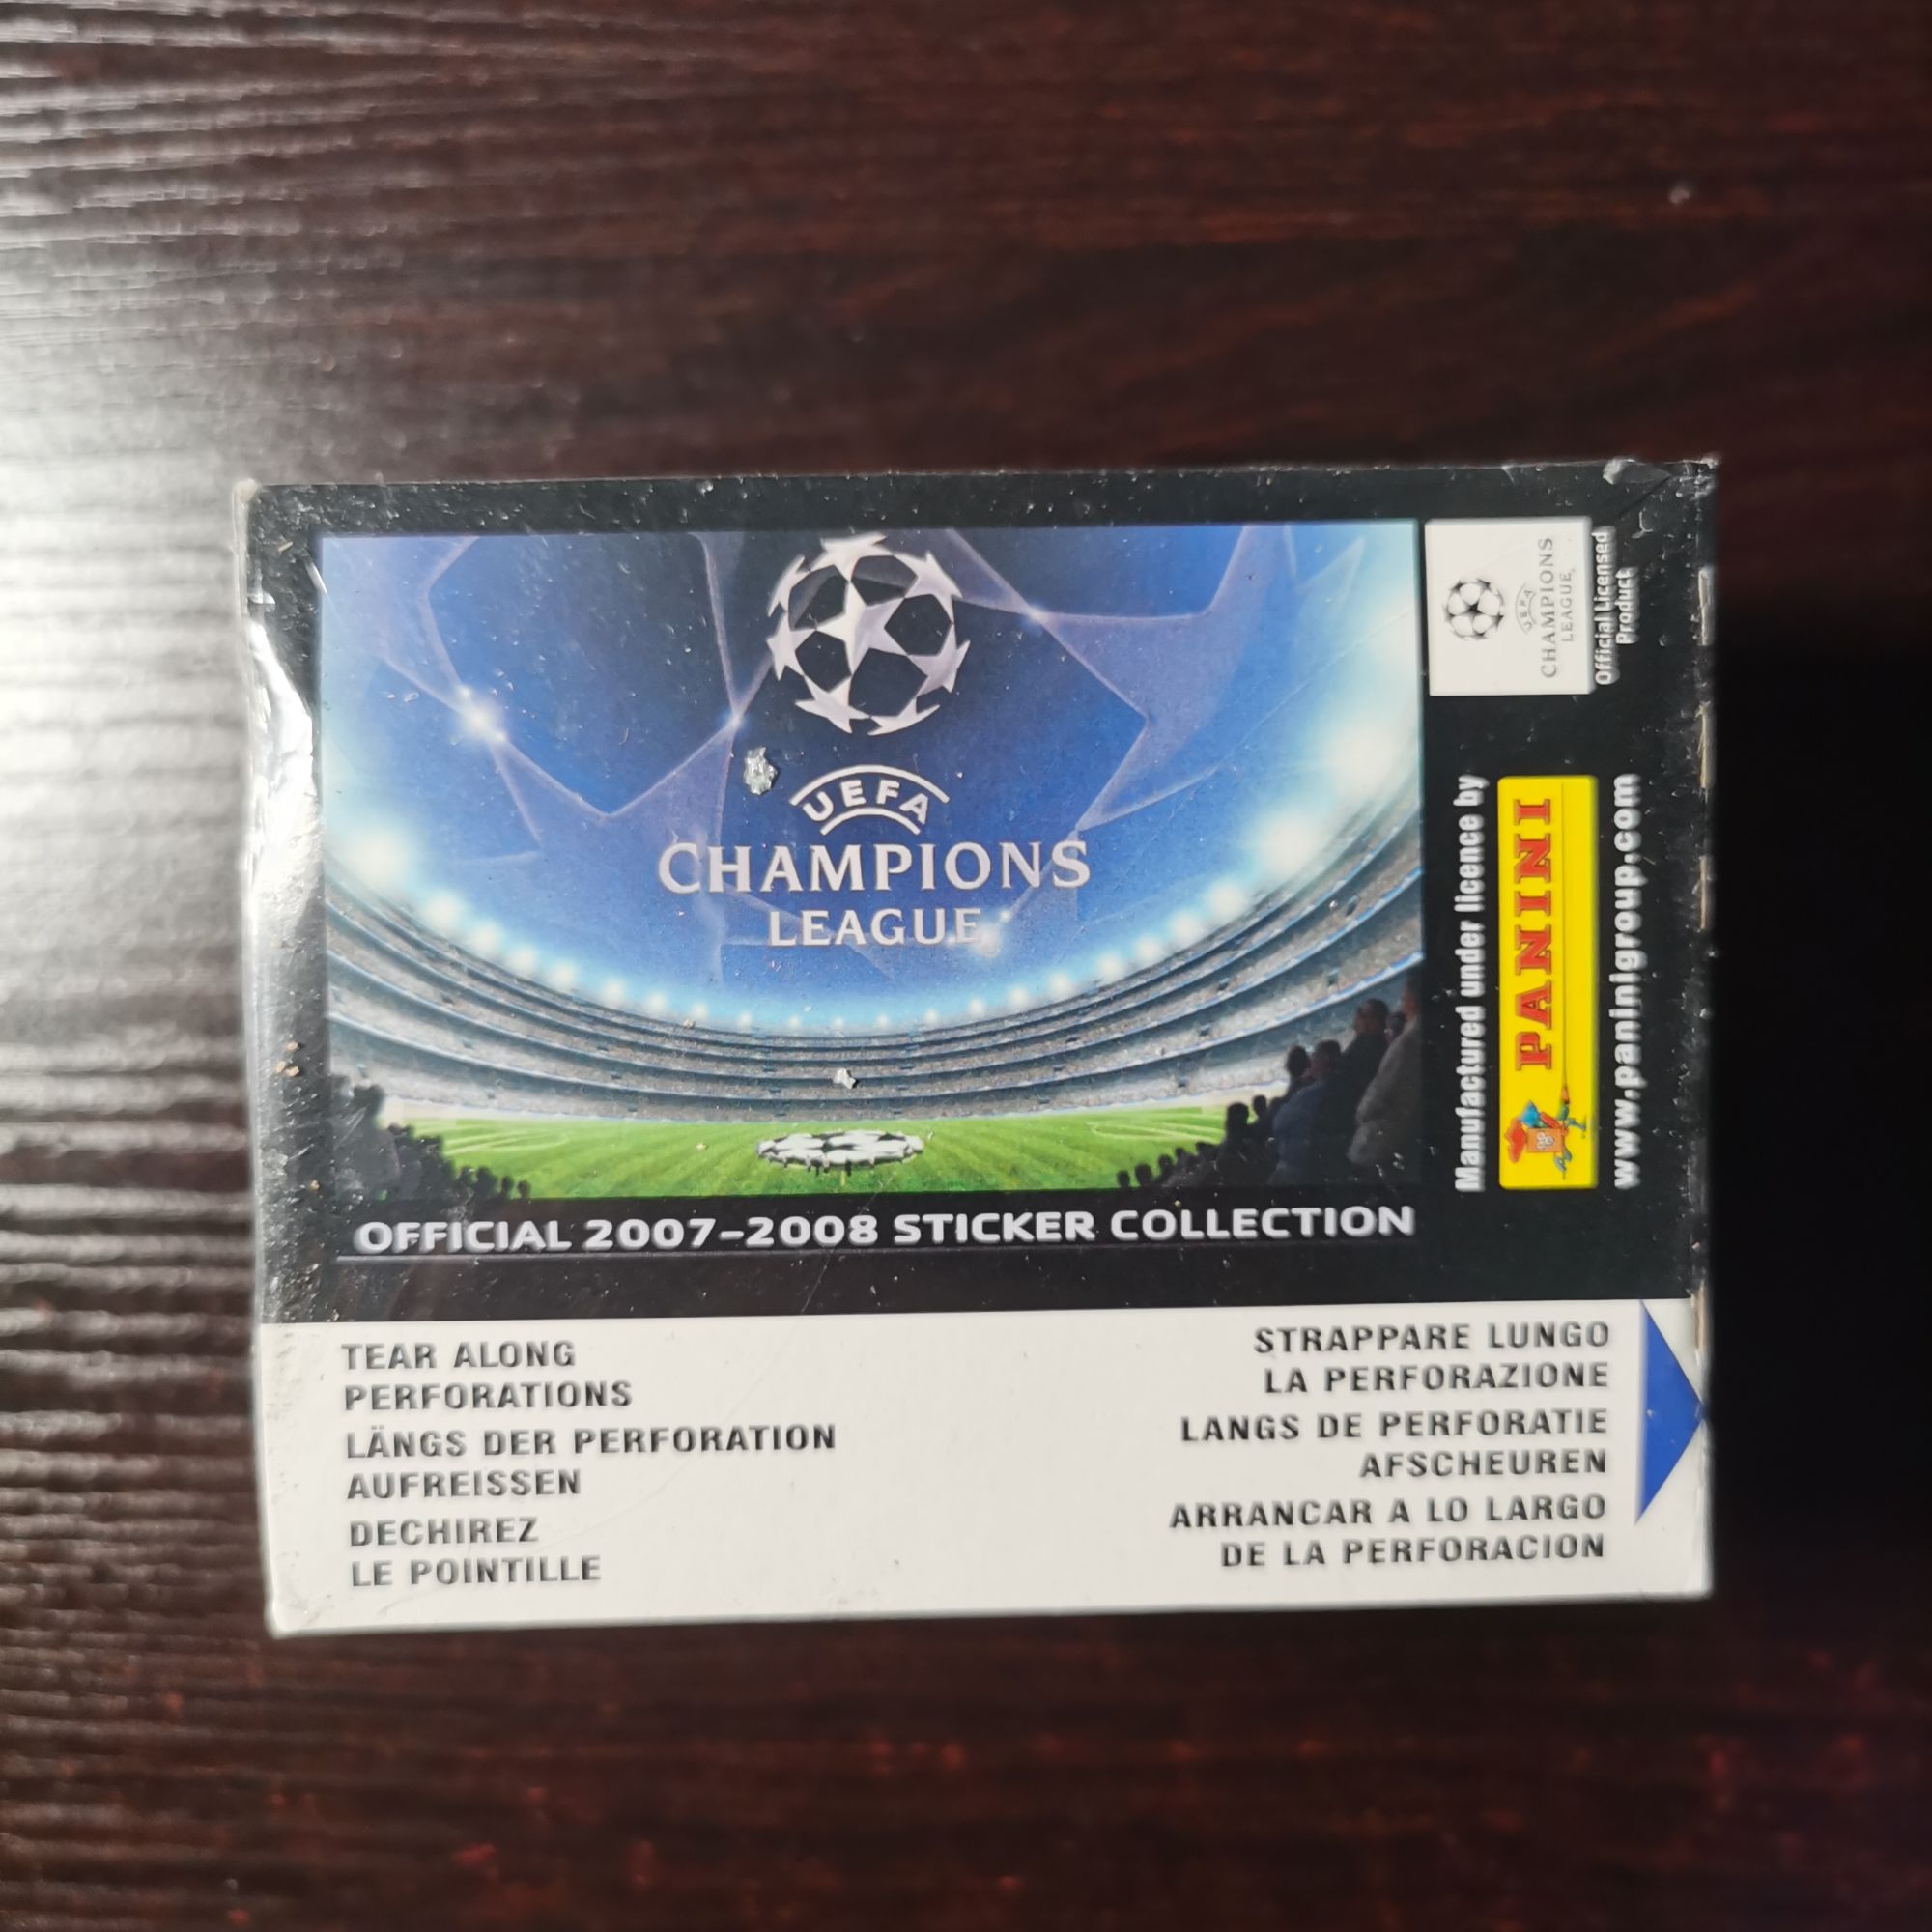 UEFA
CHAMPIONS
LEAGUE
OFFICIAL 2007-2008 STICKER COLLECTION
UEFA
CHAMPIONS
LEAGUE
Official Licensed
Product
Manufactured under licence by
PANINI
www.paninigroup.com
TEAR ALONG
PERFORATIONS
LÄNGS DER PERFORATION
AUFREISSEN
DECHIREZ
LE POINTILLE
STRAPPARE LUNGO
LA PERFORAZIONE
LANGS DE PERFORATIE
AFSCHEUREN
ARRANCAR A LO LARGO
DE LA PERFORACION